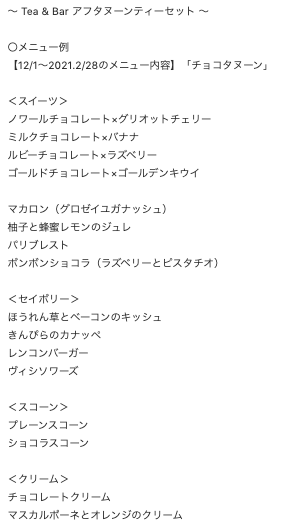 ～ Tea & Bar アフタヌーンティーセット ～
〇メニュー例
【12/1～2021.2/28のメニュー内容】「チョコタヌーン」
＜スイーツ＞
ノワールチョコレート×グリオットチェリー
ミルクチョコレート×バナナ
ルビーチョコレート×ラズベリー
ゴールドチョコレート×ゴールデンキウイ
マカロン（グロゼイユガナッシュ）
柚子と蜂蜜レモンのジュレ
パリブレスト
ボンボンショコラ（ラズベリーとピスタチオ）
＜セイボリー＞
ほうれん草とベーコンのキッシュ
きんぴらのカナッペ
レンコンバーガー
ヴィシソワーズ
＜スコーン＞
プレーンスコーン
ショコラスコーン
＜クリーム＞
チョコレートクリーム
マスカルポーネとオレンジのクリーム